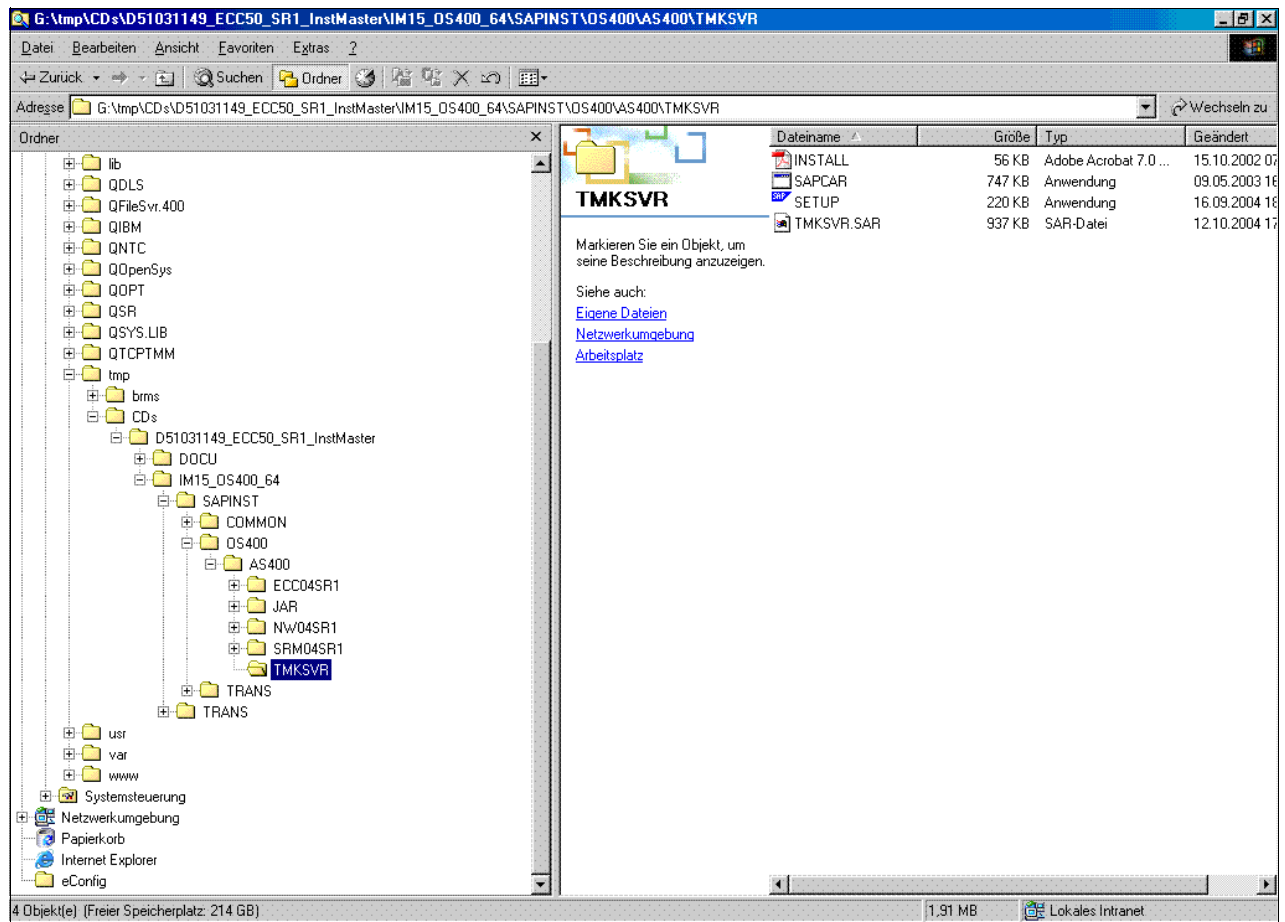 G:\tmp\CDs\D51031149_ECC50_SR1_InstMaster\IM15_OS400_64\SAPINST\OS400\AS400\TMKSVR
Datei Bearbeiten Ansicht Favoriten Extras ?
Zurück Suchen Ordner
Adresse G:\tmp\CDs\D51031149_ECC50_SR1_InstMaster\IM15_OS400_64\SAPINST\OS400\AS400\TMKSVR Wechseln zu
Ordner
lib
QDLS
QFileSvr.400
QIBM
QNTC
QOpenSys
QOPT
QSR
QSYS.LIB
QTCPTMM
tmp
brms
CDs
D51031149_ECC50_SR1_InstMaster
DOCU
IM15_OS400_64
SAPINST
COMMON
OS400
AS400
ECC04SR1
JAR
NW04SR1
SRM04SR1
TMKSVR
TRANS
TRANS
usr
var
www
Systemsteuerung
Netzwerkumgebung
Papierkorb
Internet Explorer
eConfig
TMKSVR
Markieren Sie ein Objekt, um
seine Beschreibung anzuzeigen.
Siehe auch:
Eigene Dateien
Netzwerkumgebung
Arbeitsplatz
Dateiname Größe Typ Geändert
INSTALL 56 KB Adobe Acrobat 7.0 ... 15.10.2002 07
SAPCAR 747 KB Anwendung 09.05.2003 16
SAP SETUP 220 KB Anwendung 16.09.2004 18
TMKSVR.SAR 937 KB SAR-Datei 12.10.2004 17
4 Objekt(e) (Freier Speicherplatz: 214 GB) 1,91 MB Lokales Intranet